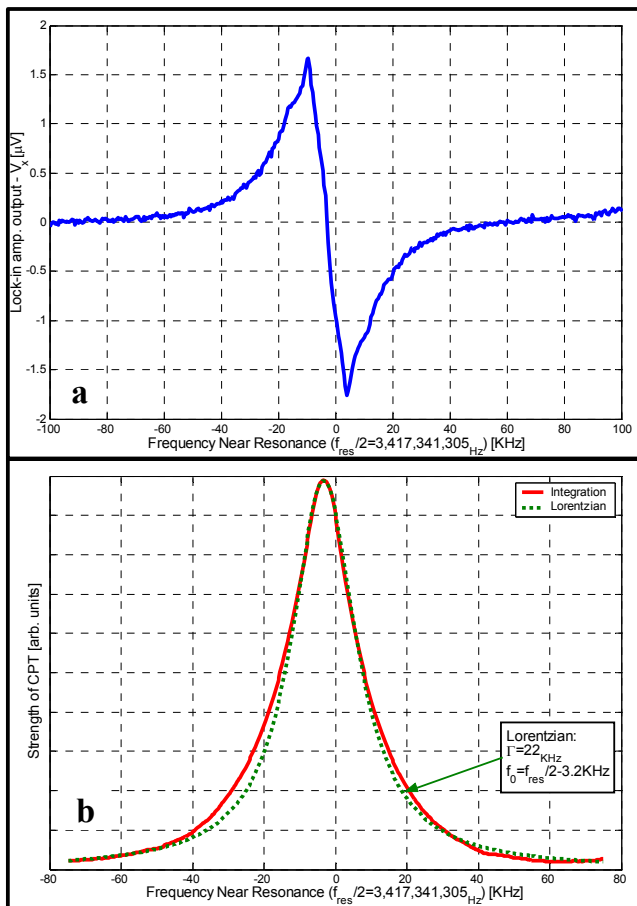 2
1.5
1
0.5
0
-0.5
-1
-1.5
-2
Lock-in amp. output - Vx [μV]
a
-100 -80 -60 -40 -20 0 20 40 60 80 100
Frequency Near Resonance (fres/2=3,417,341,305Hz) [KHz]
Integration
Lorentzian
Strength of CPT [arb. units]
Lorentzian:
Γ=22KHz
f0=fres/2-3.2KHz
b
-80 -60 -40 -20 0 20 40 60 80
Frequency Near Resonance (fres/2=3,417,341,305Hz) [KHz]